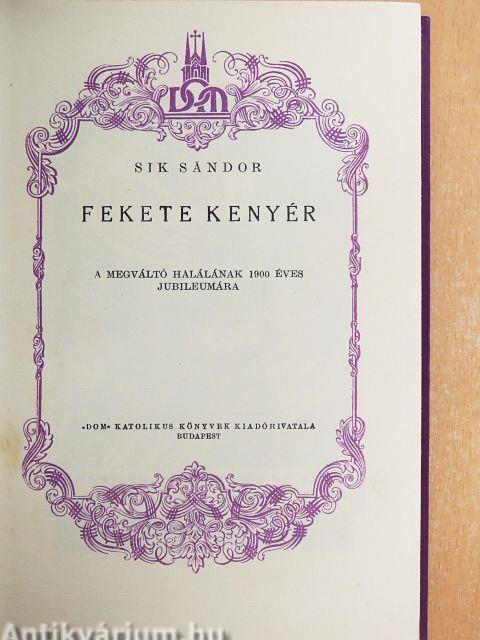 DOM
SIK SÁNDOR
FEKETE KENYÉR
A MEGVÁLTÓ HALÁLÁNAK 1900 ÉVES
JUBILEUMÁRA
»DOM« KATOLIKUS KÖNYVEK KIADÓHIVATALA
BUDAPEST
Antikvárium.hu